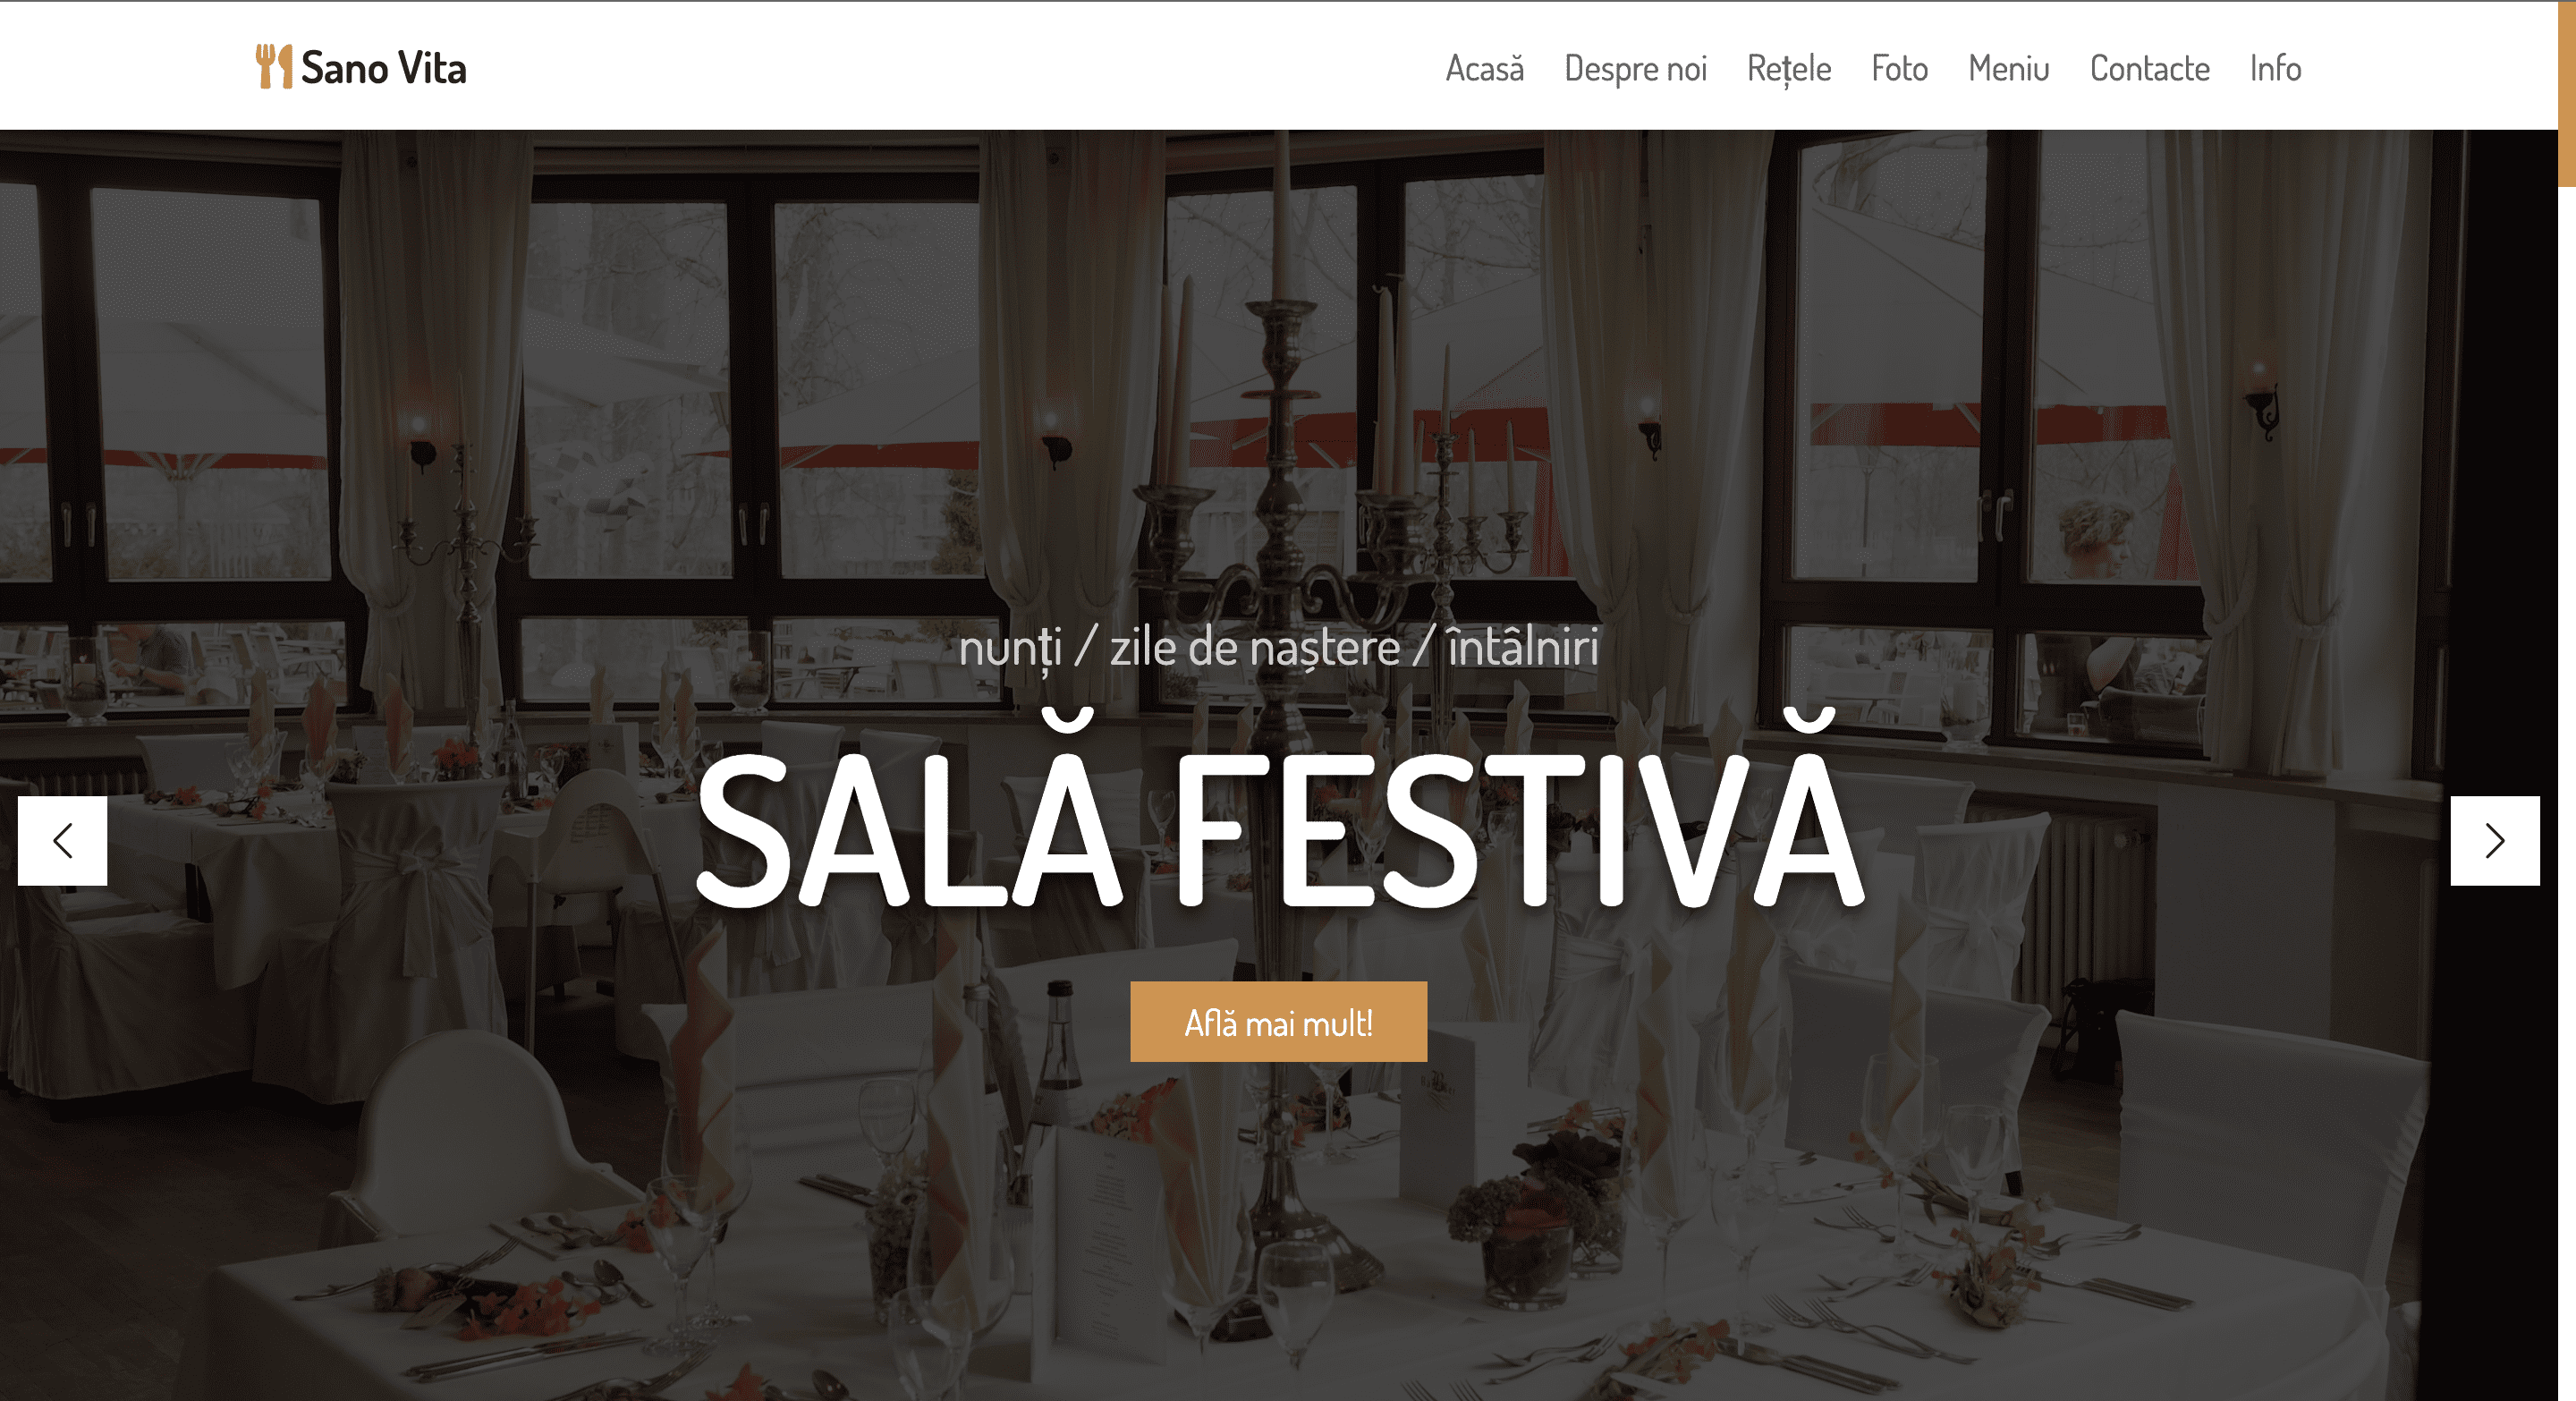 Sano Vita
Acasă Despre noi Rețele Foto Meniu Contacte Info
nunți / zile de naștere / întâlniri
SALĂ FESTIVĂ
Află mai mult!